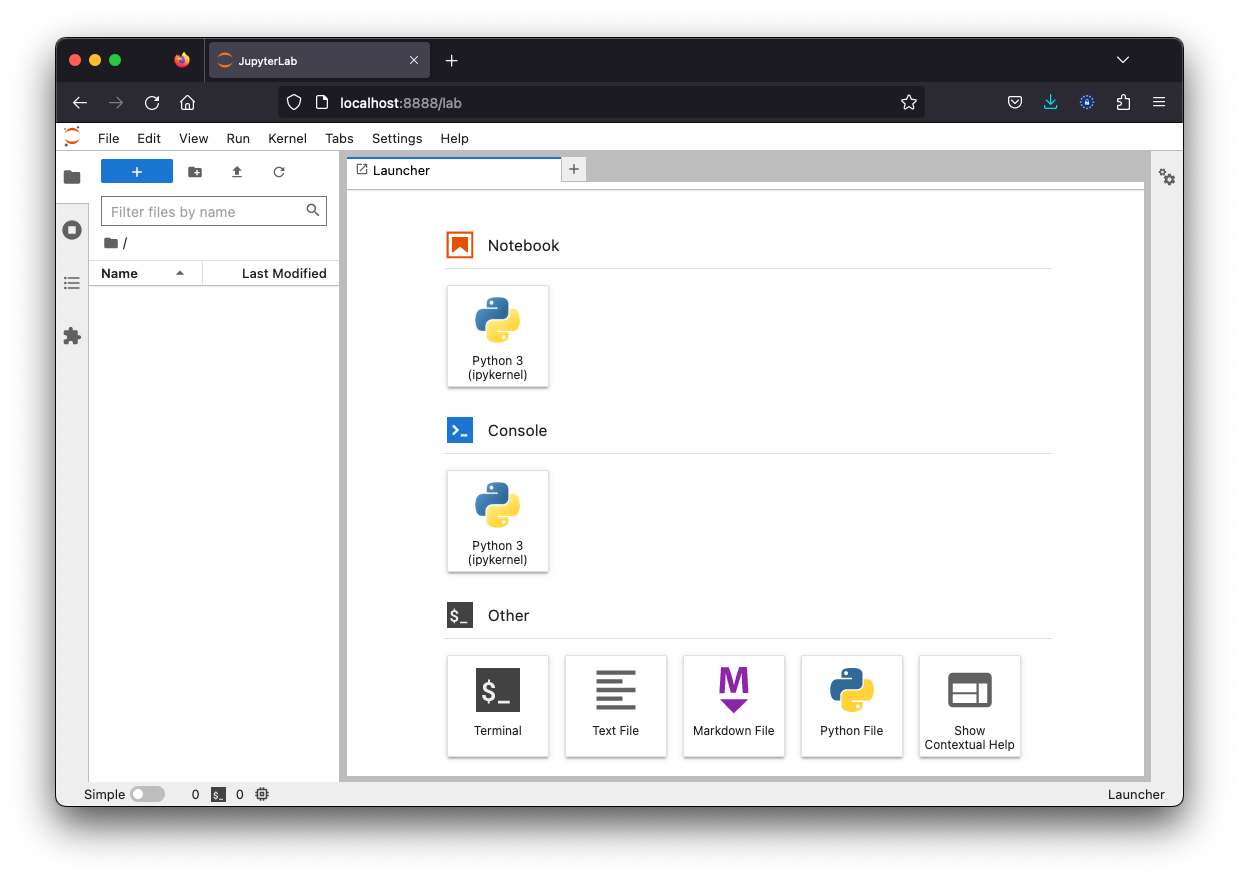 JupyterLab
localhost:8888/lab
File Edit View Run Kernel Tabs Settings Help
Launcher
Filter files by name
/
Name Last Modified
Notebook
Python 3
(ipykernel)
Console
Python 3
(ipykernel)
$_ Other
$_
Terminal Text File Markdown File Python File Show
Contextual Help
Simple 0 $_ 0 Launcher